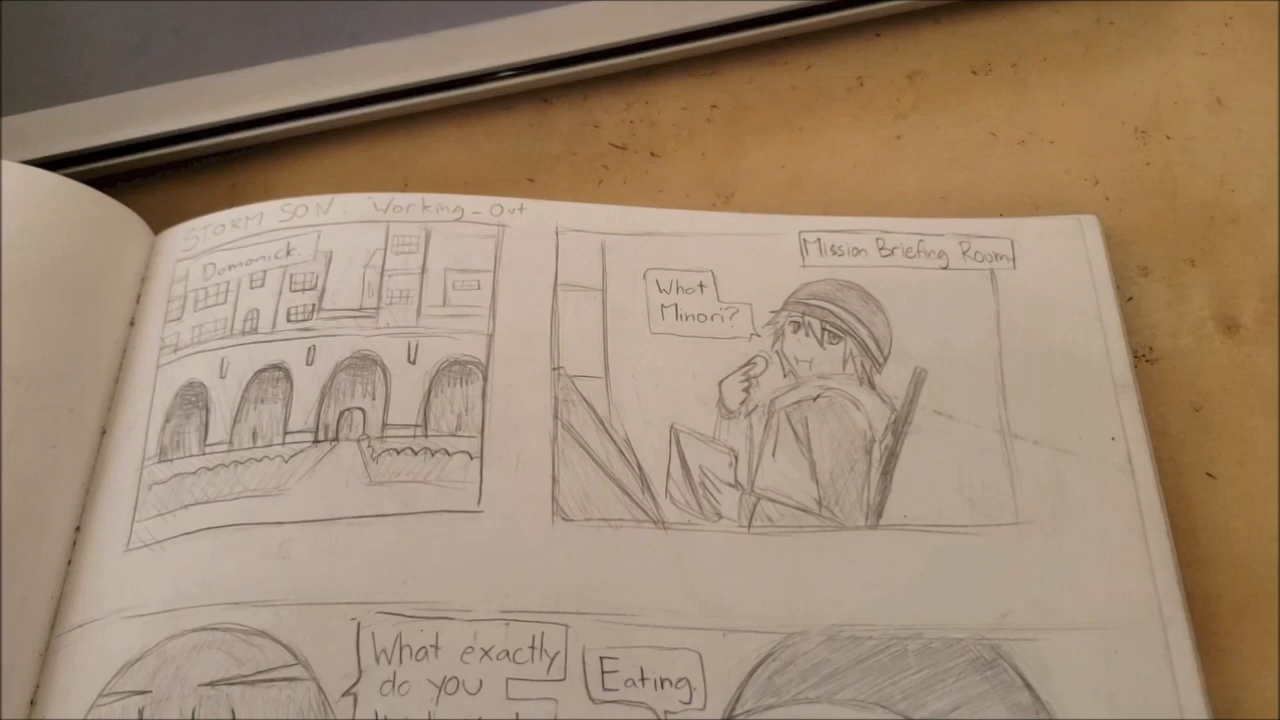 STORM SON: Working-Out
Domonick.
Mission Briefing Room
What
Minori?
What exactly
do you
Eating.